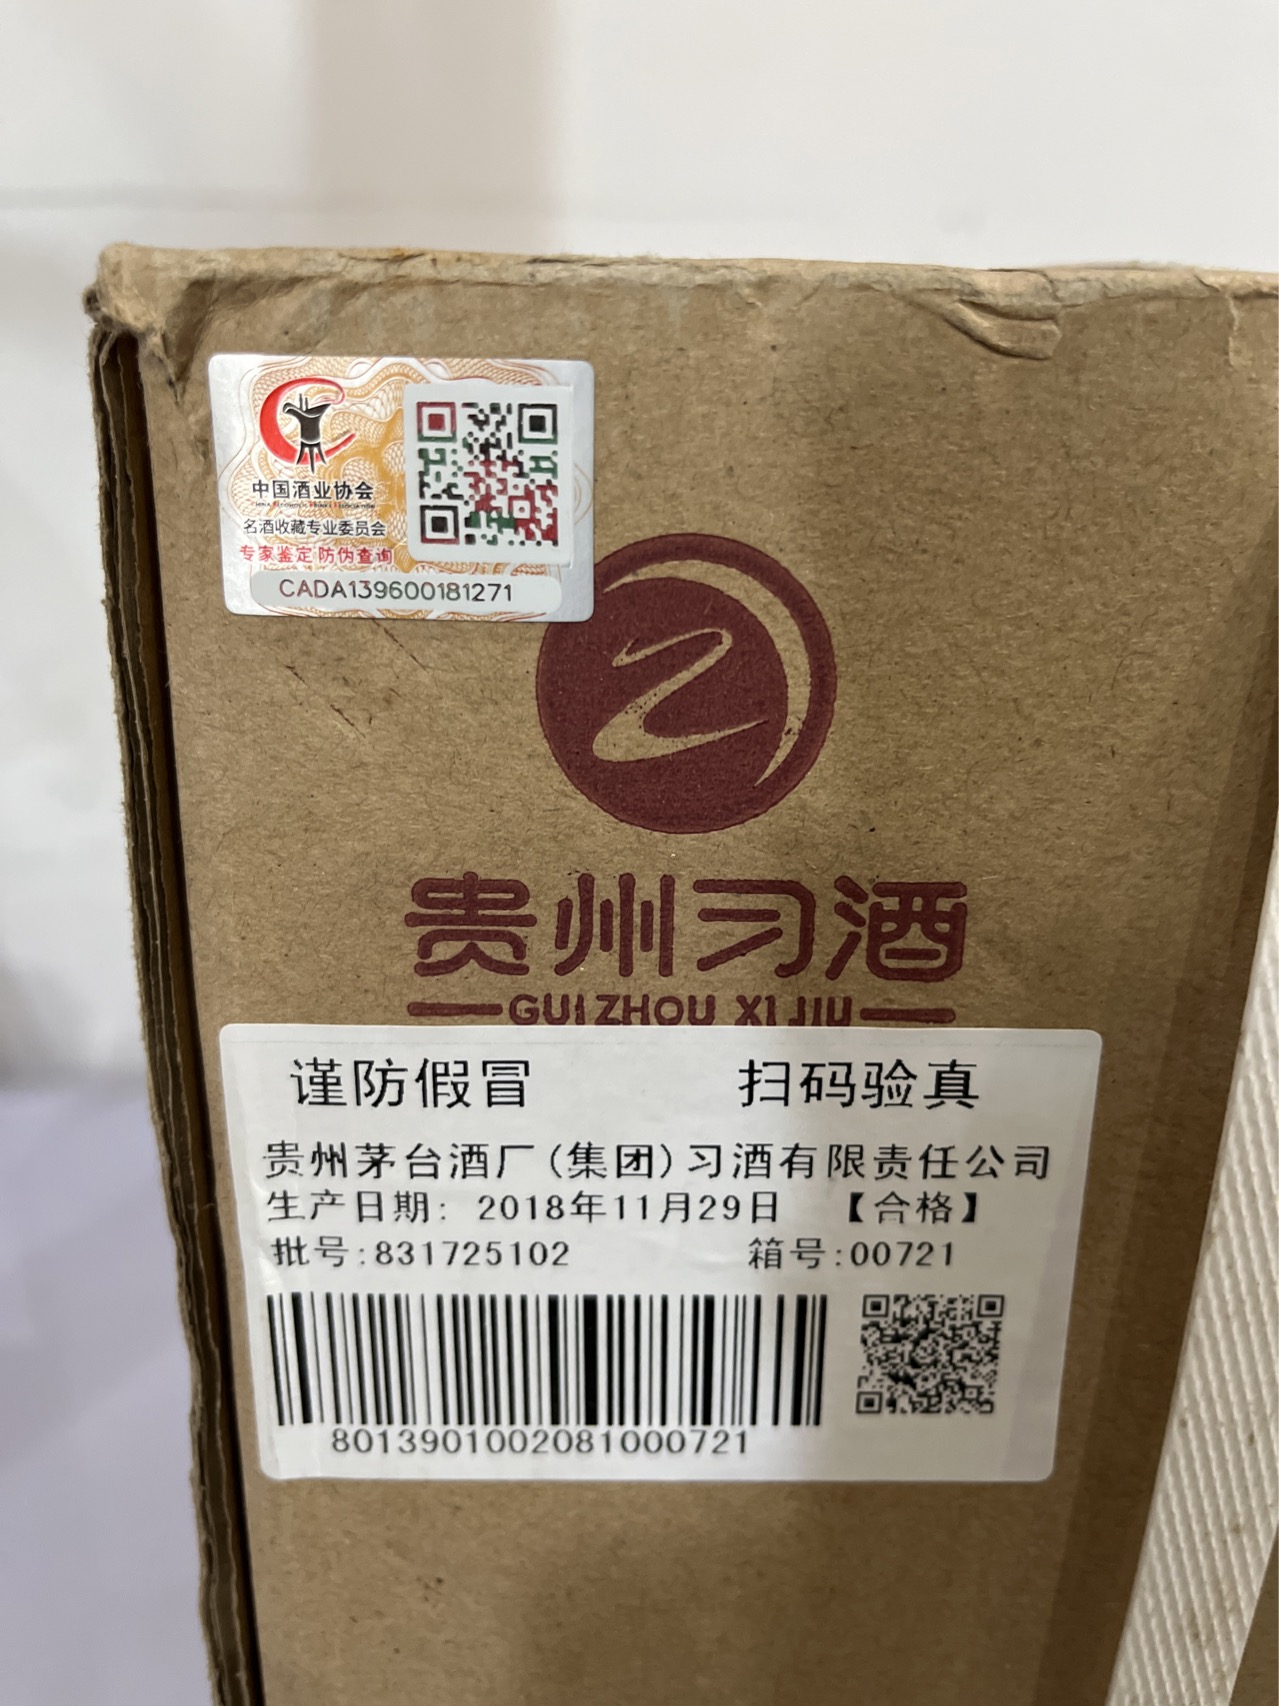 中国酒业协会
名酒收藏专业委员会
专家鉴定 防伪查询
CADA139600181271
贵州习酒
GUIZHOU XIJIU
谨防假冒 扫码验真
贵州茅台酒厂(集团)习酒有限责任公司
生产日期: 2018年11月29日 【合格】
批号:831725102 箱号:00721
8013901002081000721